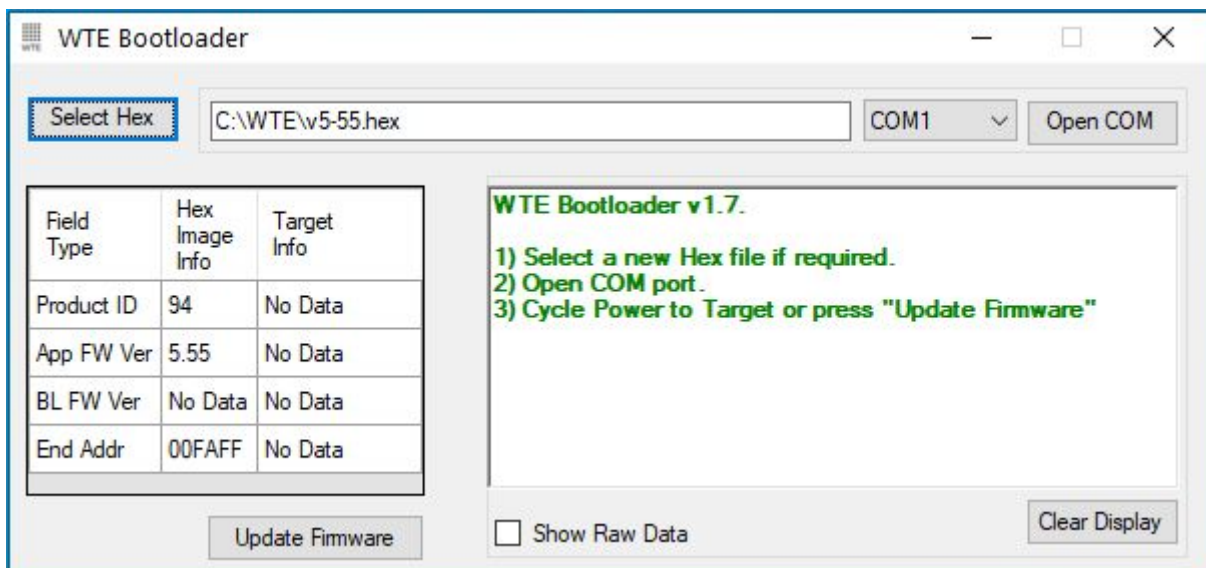 WTE Bootloader
Select Hex
C:\WTE\v5-55.hex
COM1
Open COM
Field Type
Hex Image Info
Target Info
Product ID 94 No Data
App FW Ver 5.55 No Data
BL FW Ver No Data No Data
End Addr 00FAFF No Data
Update Firmware
WTE Bootloader v1.7.
1) Select a new Hex file if required.
2) Open COM port.
3) Cycle Power to Target or press "Update Firmware"
Show Raw Data
Clear Display